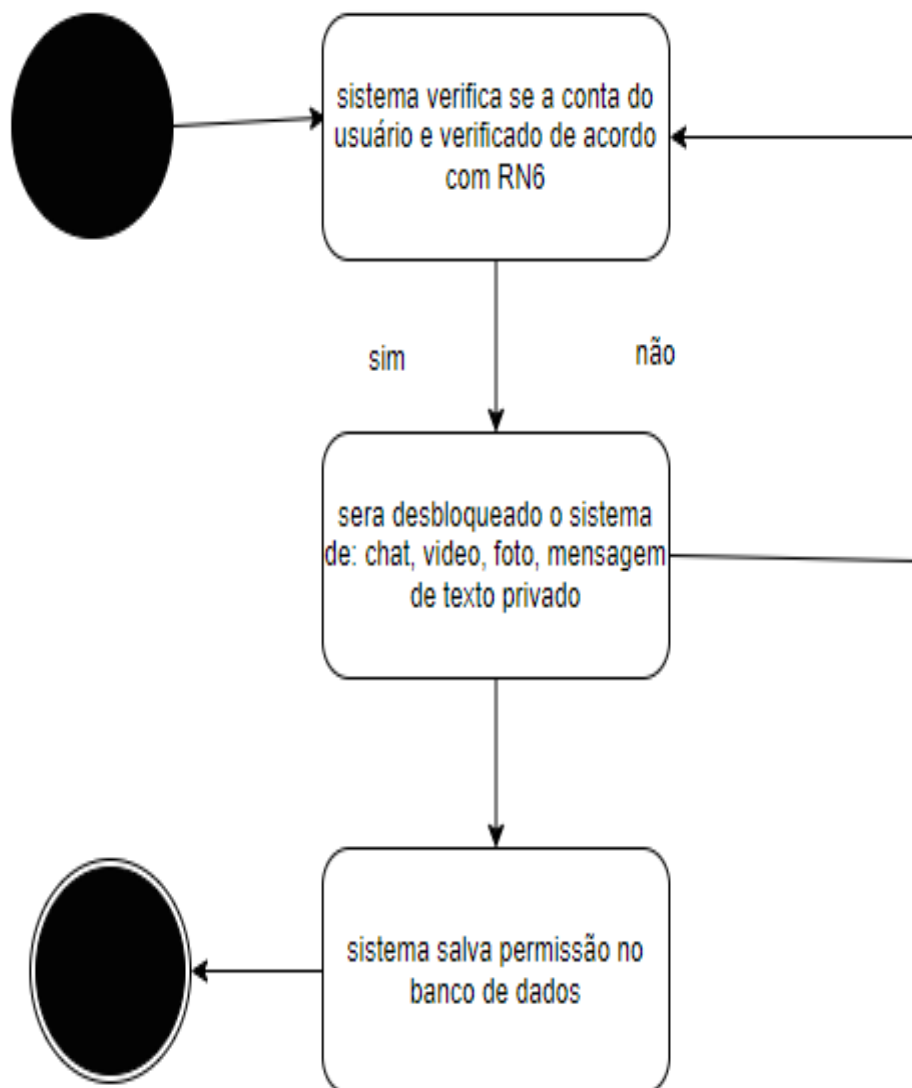 sistema verifica se a conta do
usuário e verificado de acordo
com RN6
sim
não
sera desbloqueado o sistema
de: chat, video, foto, mensagem
de texto privado
sistema salva permissão no
banco de dados